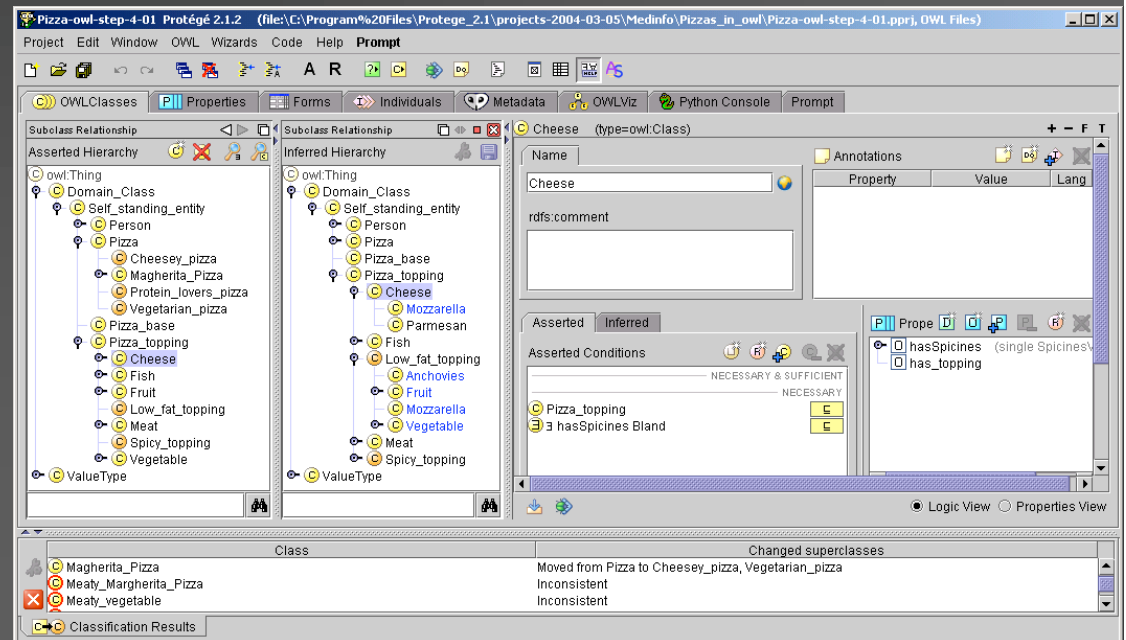 Pizza-owl-step-4-01 Protégé 2.1.2 (file:\C:\Program%20Files\Protege_2.1\projects-2004-03-05\Medinfo\Pizzas_in_owl\Pizza-owl-step-4-01.pprj, OWL Files)
Project Edit Window OWL Wizards Code Help Prompt
OWLClasses Properties Forms Individuals Metadata OWLViz Python Console Prompt
Subclass Relationship
Asserted Hierarchy
owl:Thing
Domain_Class
Self_standing_entity
Person
Pizza
Cheesey_pizza
Magherita_Pizza
Protein_lovers_pizza
Vegetarian_pizza
Pizza_base
Pizza_topping
Cheese
Fish
Fruit
Low_fat_topping
Meat
Spicy_topping
Vegetable
ValueType
Subclass Relationship
Inferred Hierarchy
owl:Thing
Domain_Class
Self_standing_entity
Person
Pizza
Pizza_base
Pizza_topping
Cheese
Mozzarella
Parmesan
Fish
Low_fat_topping
Anchovies
Fruit
Mozzarella
Vegetable
Meat
Spicy_topping
ValueType
Cheese (type=owl:Class)
+ − F T
Name
Cheese
rdfs:comment
Annotations
Property Value Lang
Asserted Inferred
Asserted Conditions
NECESSARY & SUFFICIENT
NECESSARY
Pizza_topping ⊑
∃ hasSpicines Bland ⊑
Prope
hasSpicines (single SpicinesV
has_topping
Logic View Properties View
Class Changed superclasses
Magherita_Pizza Moved from Pizza to Cheesey_pizza, Vegetarian_pizza
Meaty_Margherita_Pizza Inconsistent
Meaty_vegetable Inconsistent
Classification Results